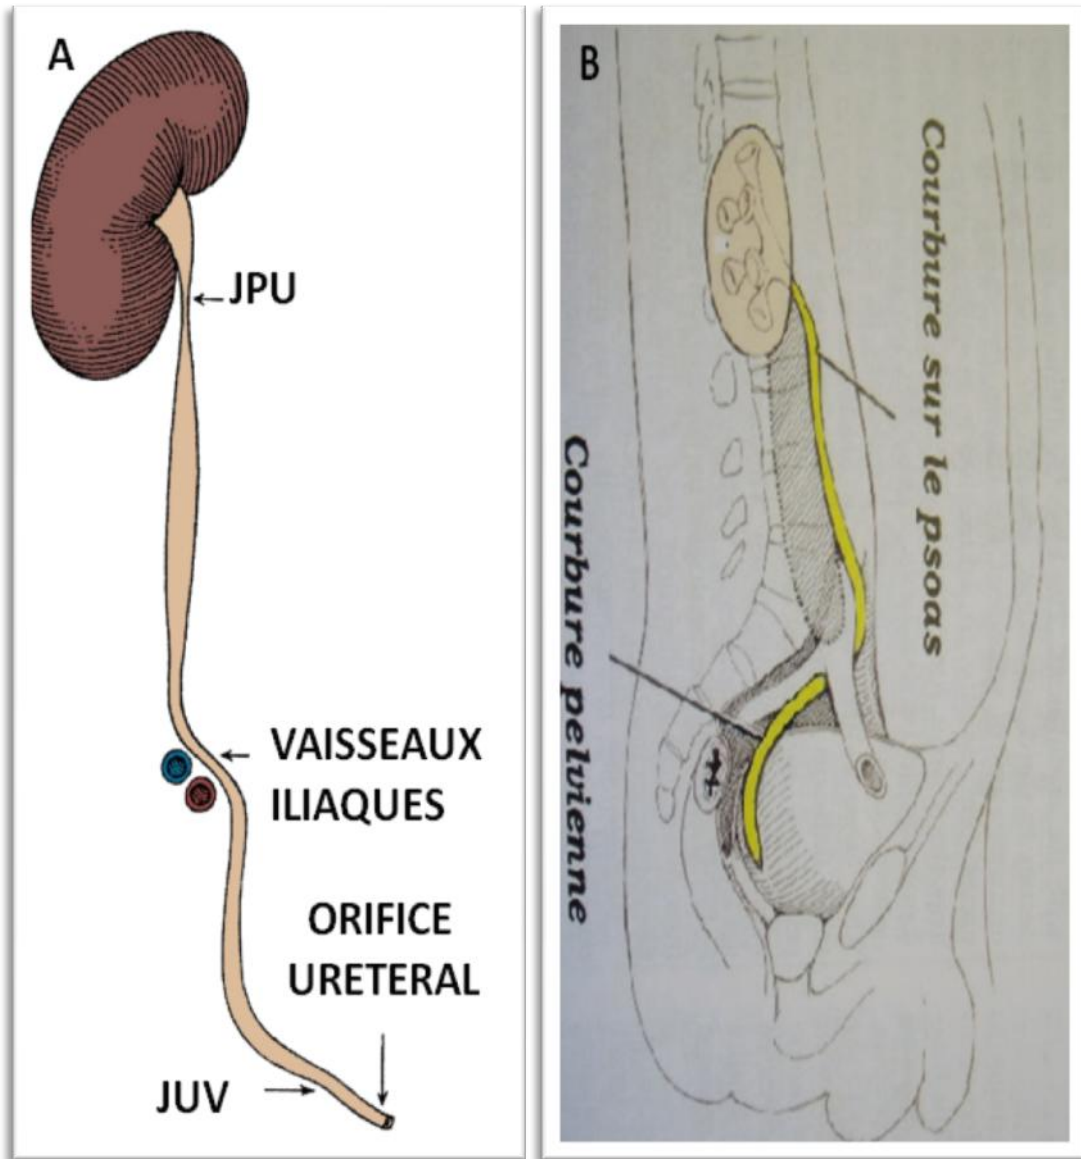 A
JPU
VAISSEAUX
ILIAQUES
ORIFICE
URETERAL
JUV
B
Courbure sur le psoas
Courbure pelvienne